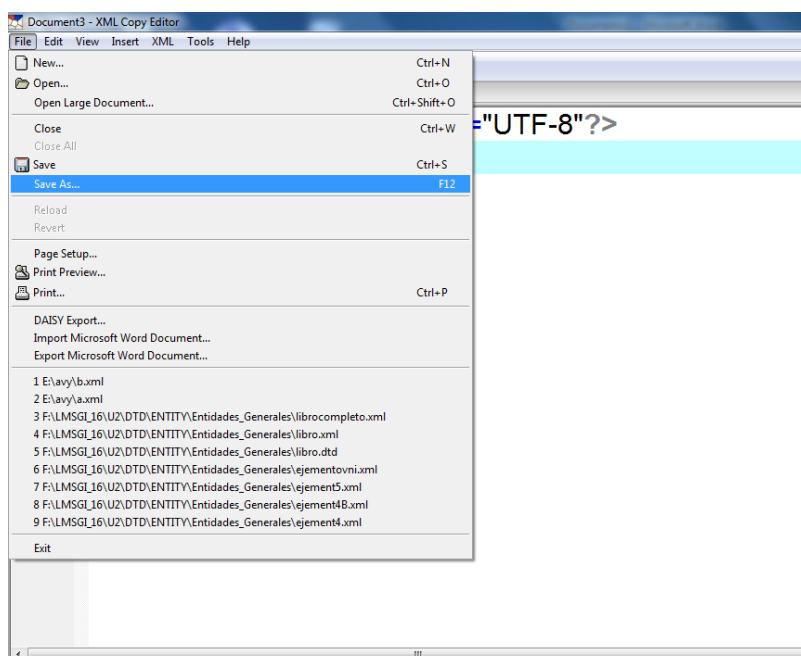 Document3 - XML Copy Editor
File Edit View Insert XML Tools Help
New... Ctrl+N
Open... Ctrl+O
Open Large Document... Ctrl+Shift+O
="UTF-8"?>
Close Ctrl+W
Close All
Save Ctrl+S
Save As... F12
Reload
Revert
Page Setup...
Print Preview...
Print... Ctrl+P
DAISY Export...
Import Microsoft Word Document...
Export Microsoft Word Document...
1 E:\avy\b.xml
2 E:\avy\a.xml
3 F:\LMSGI_16\U2\DTD\ENTITY\Entidades_Generales\librocompleto.xml
4 F:\LMSGI_16\U2\DTD\ENTITY\Entidades_Generales\libro.xml
5 F:\LMSGI_16\U2\DTD\ENTITY\Entidades_Generales\libro.dtd
6 F:\LMSGI_16\U2\DTD\ENTITY\Entidades_Generales\ejementovni.xml
7 F:\LMSGI_16\U2\DTD\ENTITY\Entidades_Generales\ejement5.xml
8 F:\LMSGI_16\U2\DTD\ENTITY\Entidades_Generales\ejement4B.xml
9 F:\LMSGI_16\U2\DTD\ENTITY\Entidades_Generales\ejement4.xml
Exit